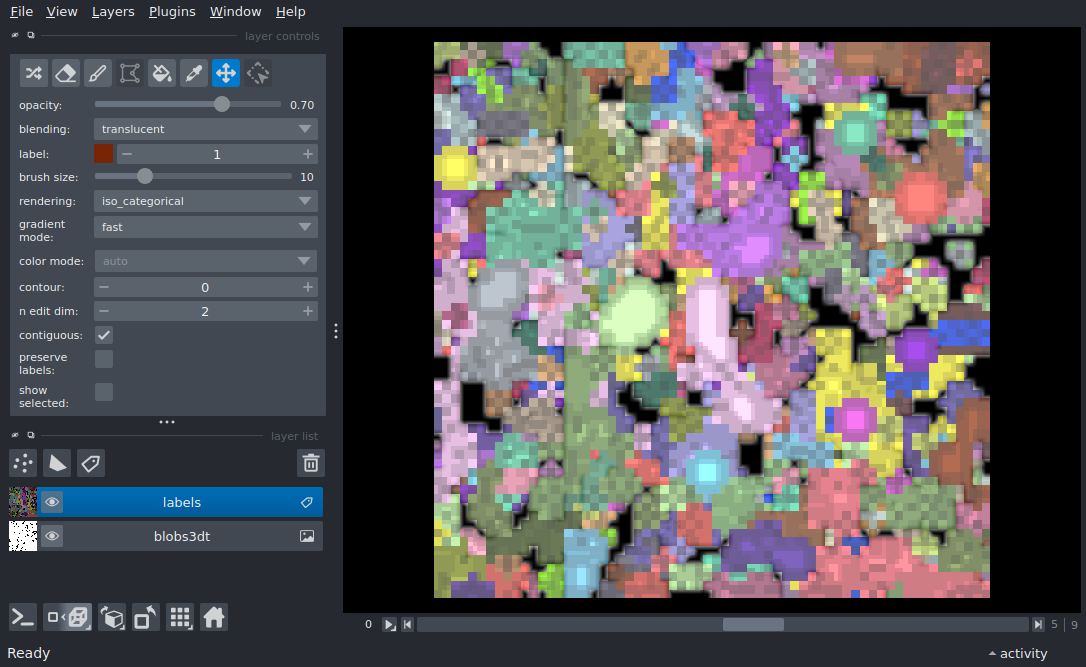 File View Layers Plugins Window Help
layer controls
opacity: 0.70
blending: translucent
label: 1
brush size: 10
rendering: iso_categorical
gradient mode: fast
color mode: auto
contour: 0
n edit dim: 2
contiguous:
preserve labels:
show selected:
layer list
labels
blobs3dt
0 5 | 9
Ready activity